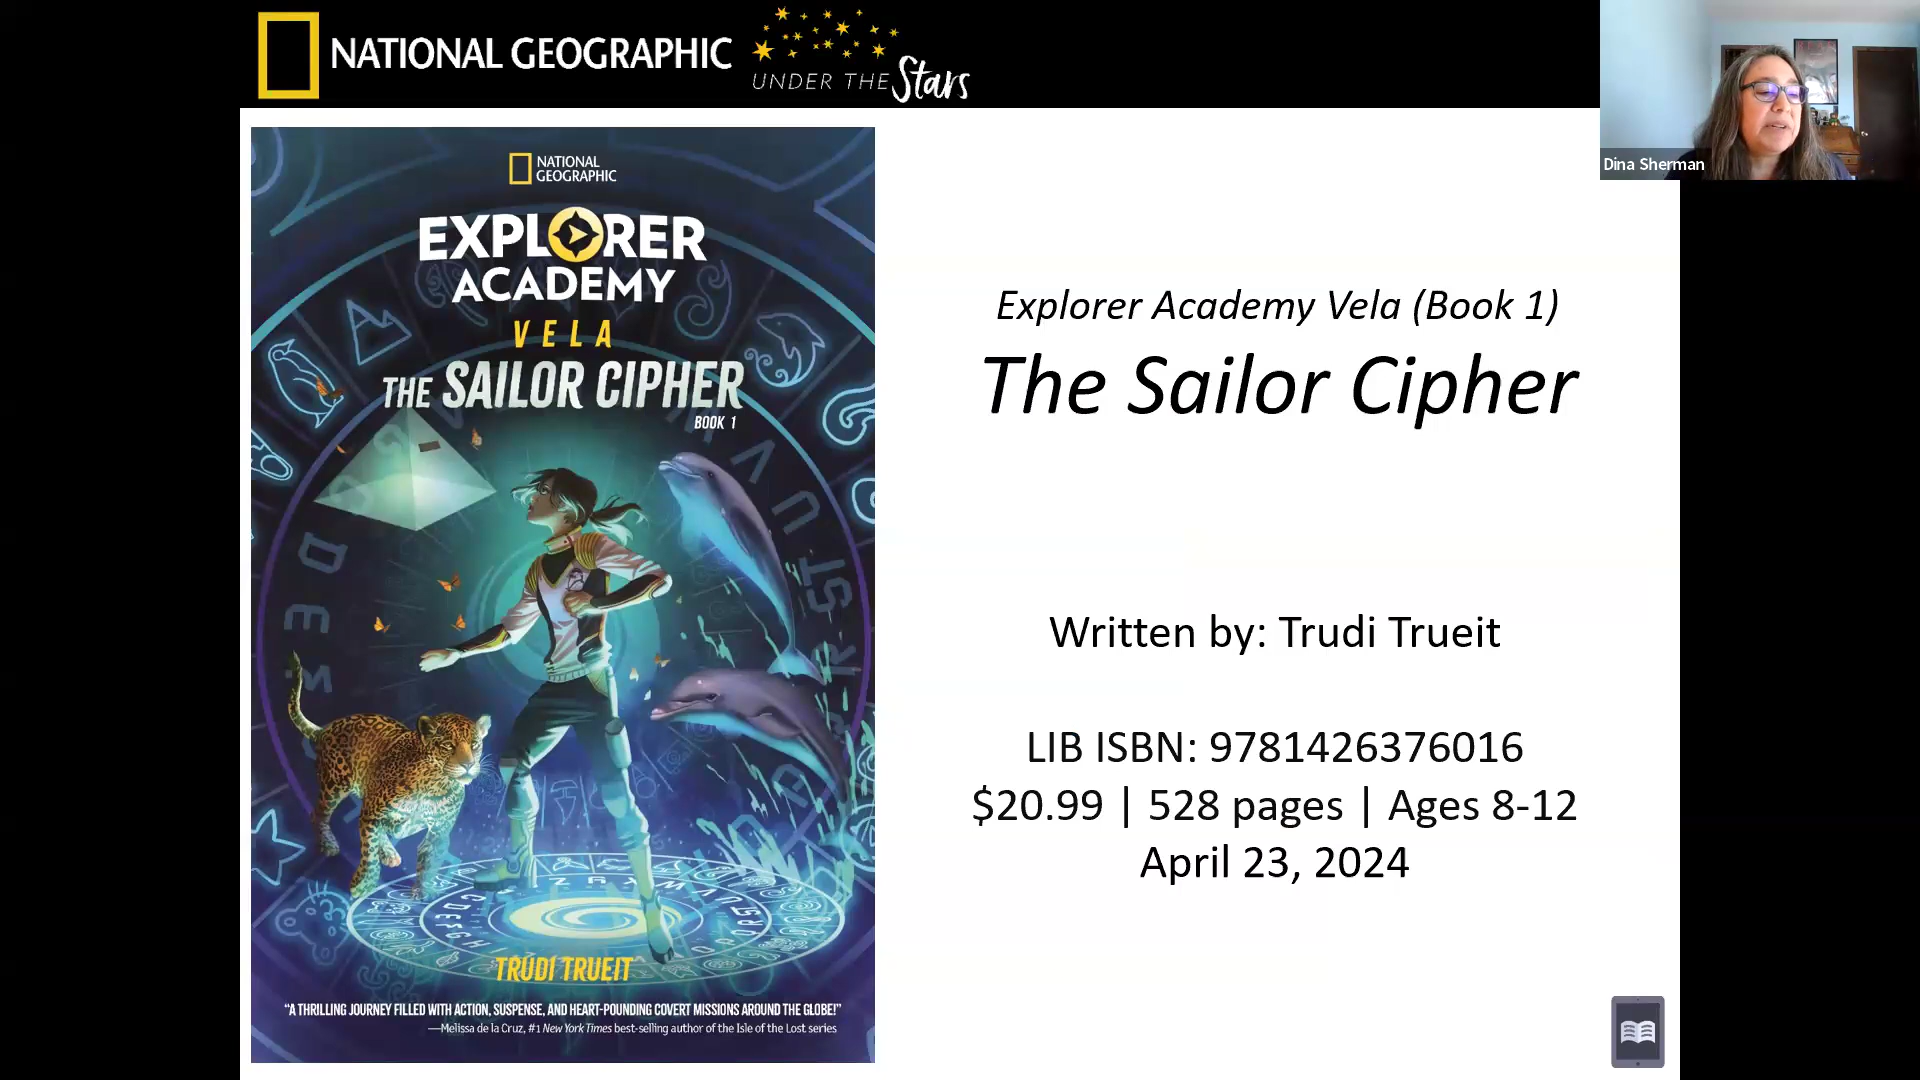 NATIONAL GEOGRAPHIC
UNDER THE Stars
Dina Sherman
NATIONAL
GEOGRAPHIC
EXPLORER
ACADEMY
VELA
THE SAILOR CIPHER
BOOK 1
TRUDI TRUEIT
“A THRILLING JOURNEY FILLED WITH ACTION, SUSPENSE, AND HEART-POUNDING COVERT MISSIONS AROUND THE GLOBE!”
—Melissa de la Cruz, #1 New York Times best-selling author of the Isle of the Lost series
Explorer Academy Vela (Book 1)
The Sailor Cipher
Written by: Trudi Trueit
LIB ISBN: 9781426376016
$20.99 | 528 pages | Ages 8-12
April 23, 2024